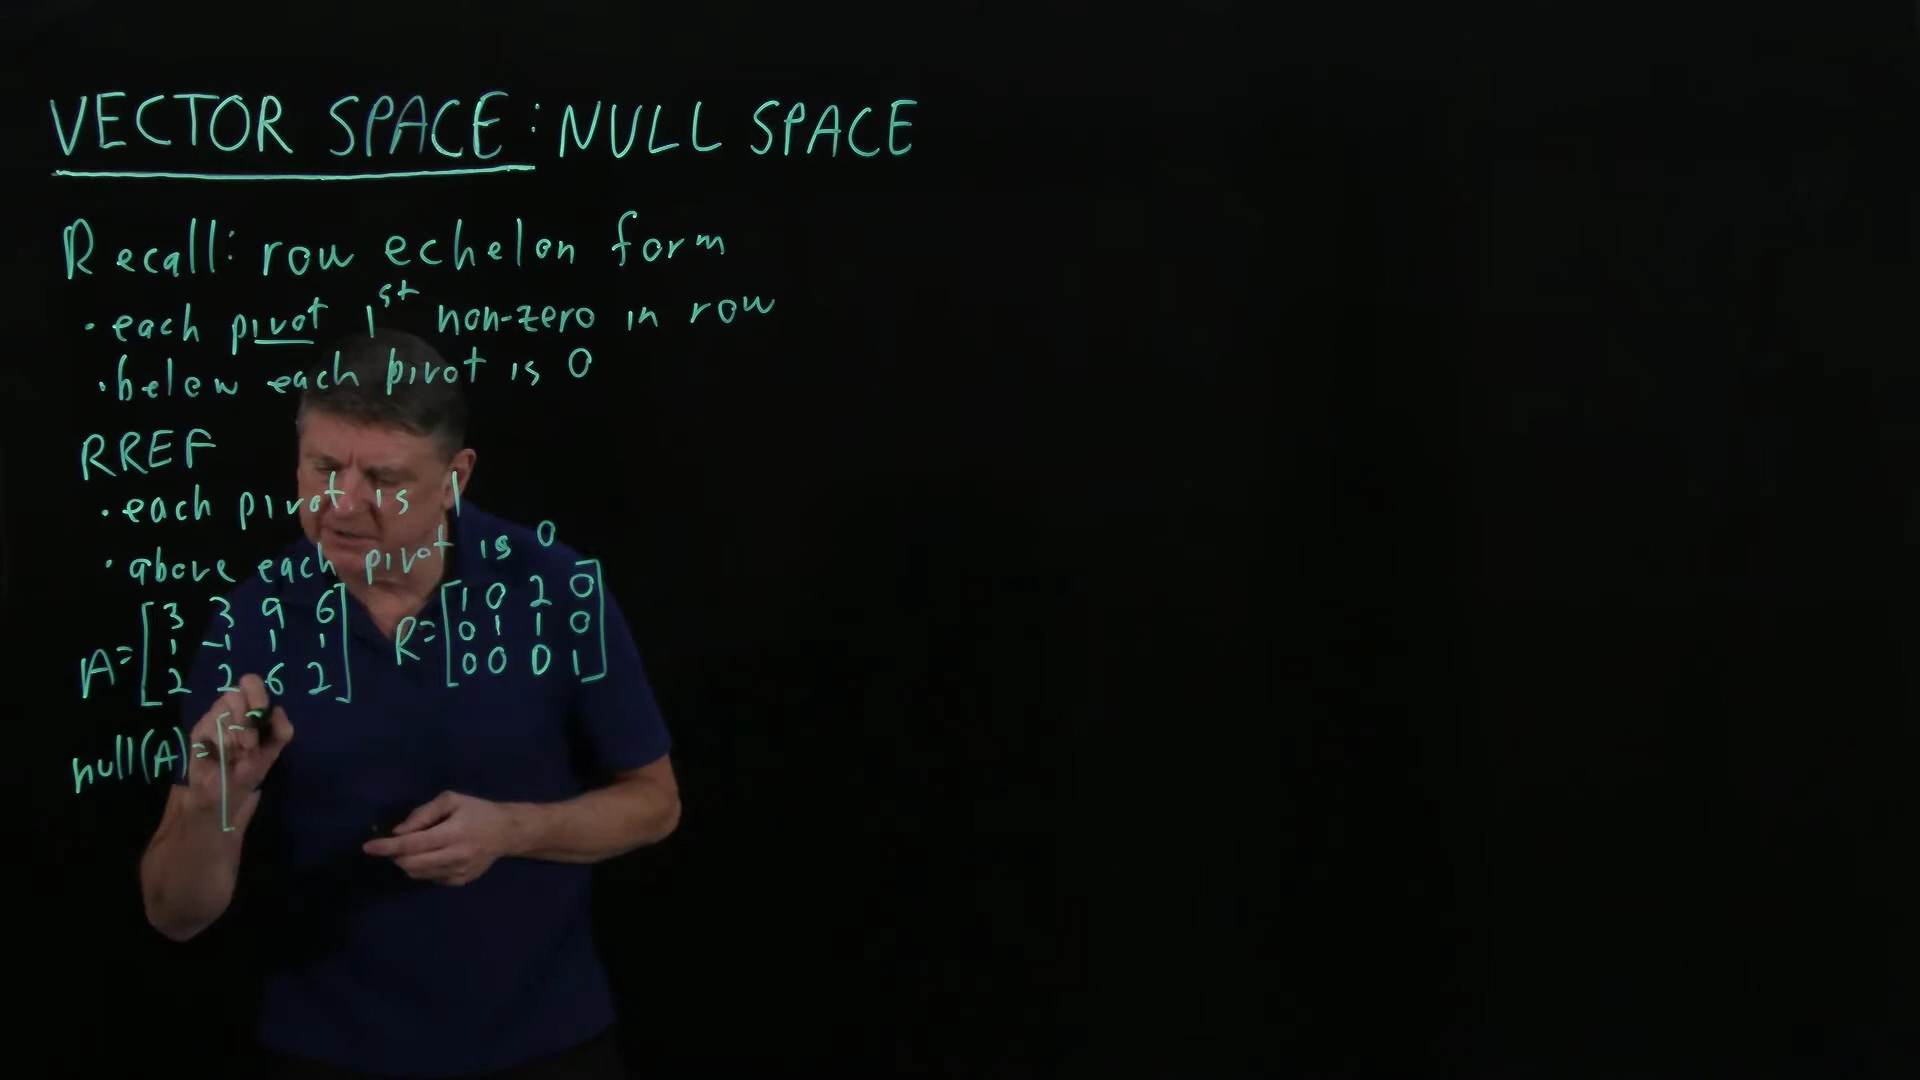 VECTOR SPACE: NULL SPACE
Recall: row echelon form
• each pivot 1st non-zero in row
• below each pivot is 0
RREF
• each pivot is 1
• above each pivot is 0
A= [3 3 9 6
1 -1 1 1
2 2 6 2]
R= [1 0 2 0
0 1 1 0
0 0 0 1]
null(A)= [-